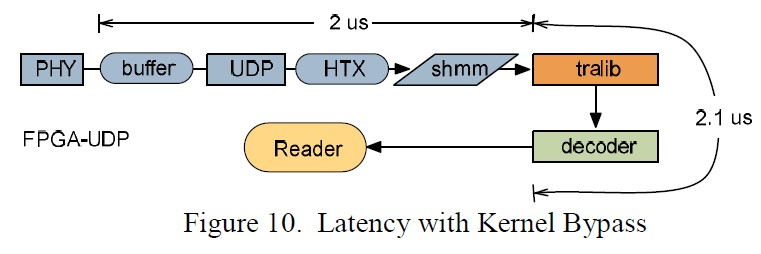 2 us
PHY buffer UDP HTX shmm tralib
2.1 us
FPGA-UDP
Reader decoder
Figure 10. Latency with Kernel Bypass